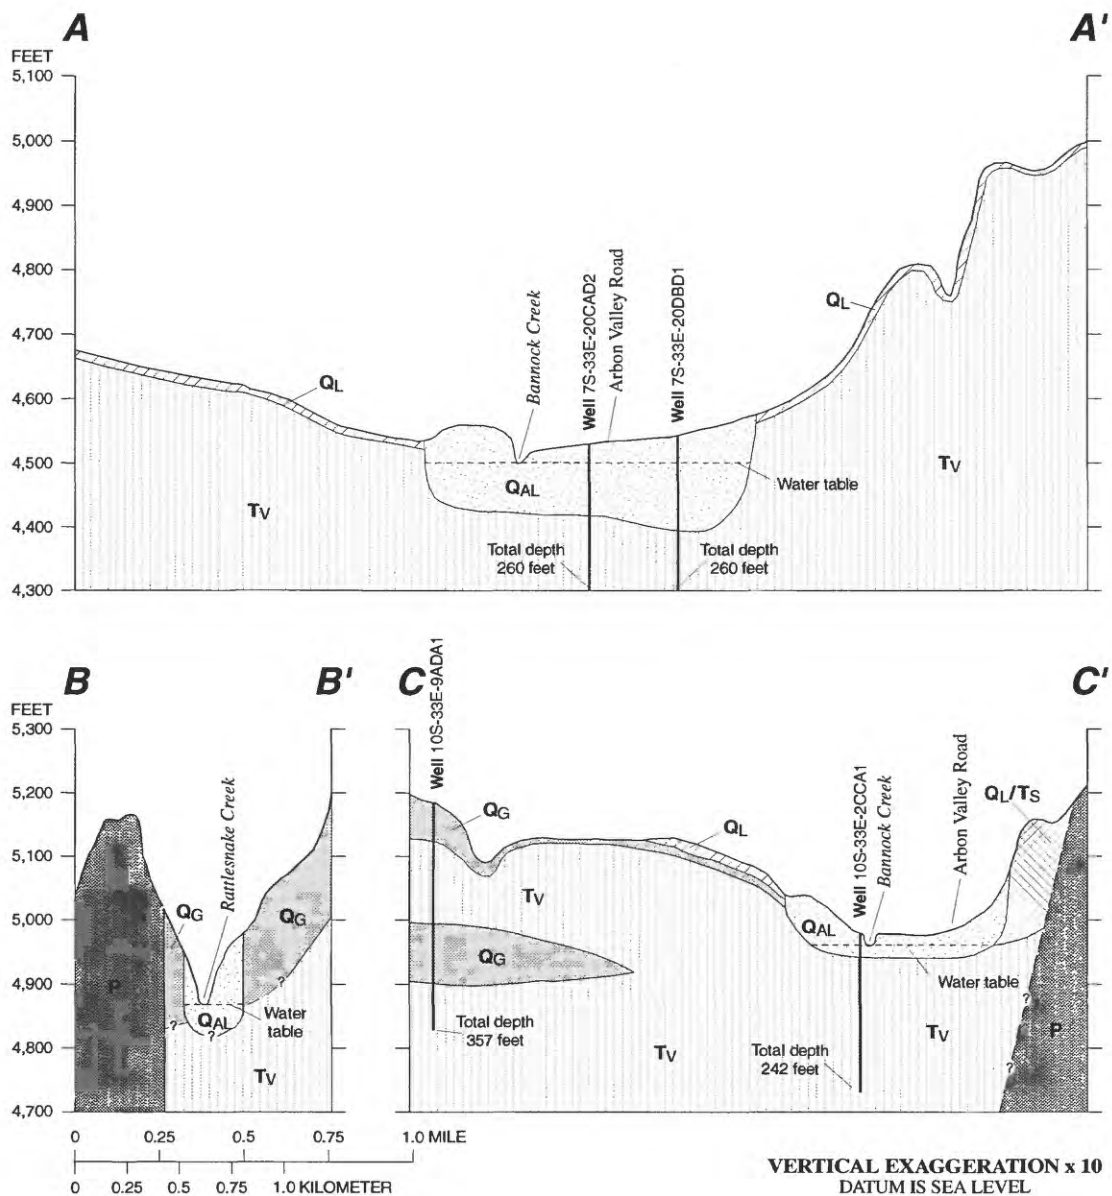 A A'
FEET
5,100
5,000
4,900
4,800
4,700
4,600
4,500
4,400
4,300
QL
Bannock Creek
Well 7S-33E-20CAD2
Arbon Valley Road
Well 7S-33E-20DBD1
QL
TV
QAL
Water table
TV
Total depth
260 feet
Total depth
260 feet
B B' C C'
FEET
5,300
5,200
5,100
5,000
4,900
4,800
4,700
QG
Rattlesnake Creek
QG
P
?
?
QAL
?
Water
table
TV
Well 10S-33E-9ADA1
QG
QL
TV
QG
Total depth
357 feet
TV
Well 10S-33E-2CCA1
Bannock Creek
Arbon Valley Road
QL/TS
QAL
Water table
Total depth
242 feet
TV
?
?
P
0 0.25 0.5 0.75 1.0 MILE
0 0.25 0.5 0.75 1.0 KILOMETER
VERTICAL EXAGGERATION x 10
DATUM IS SEA LEVEL